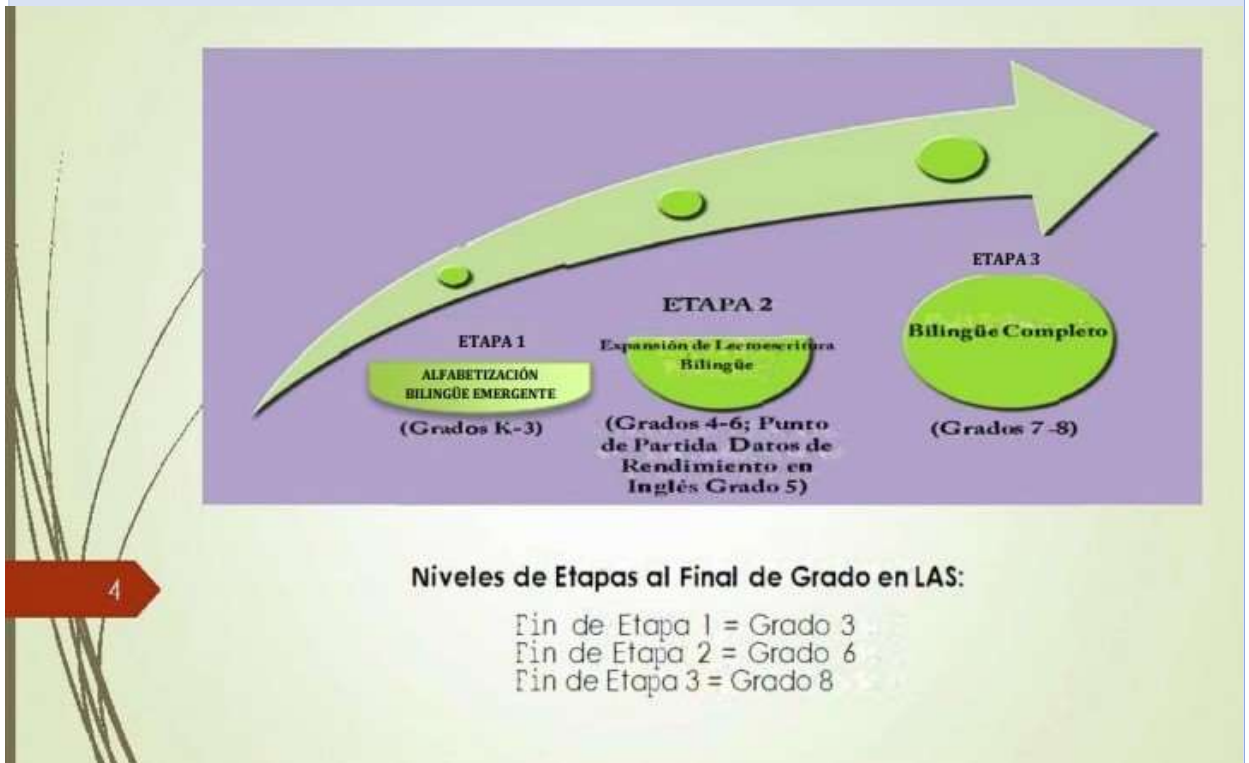 ETAPA 1
ALFABETIZACIÓN
BILINGÜE EMERGENTE
(Grados K-3)
ETAPA 2
Expansión de Lectoescritura
Bilingüe
(Grados 4-6; Punto
de Partida Datos de
Rendimiento en
Inglés Grado 5)
ETAPA 3
Bilingüe Completo
(Grados 7-8)
4
Niveles de Etapas al Final de Grado en LAS:
Fin de Etapa 1 = Grado 3
Fin de Etapa 2 = Grado 6
Fin de Etapa 3 = Grado 8